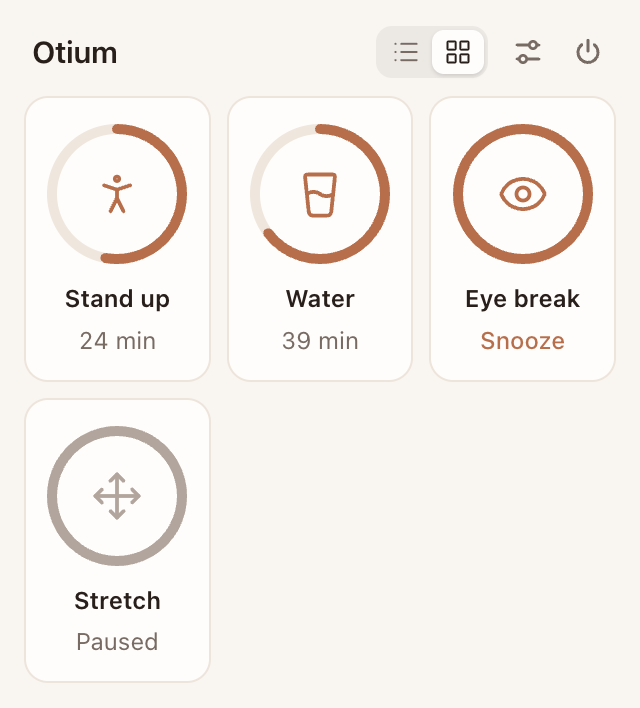 Otium
Stand up
24 min
Water
39 min
Eye break
Snooze
Stretch
Paused